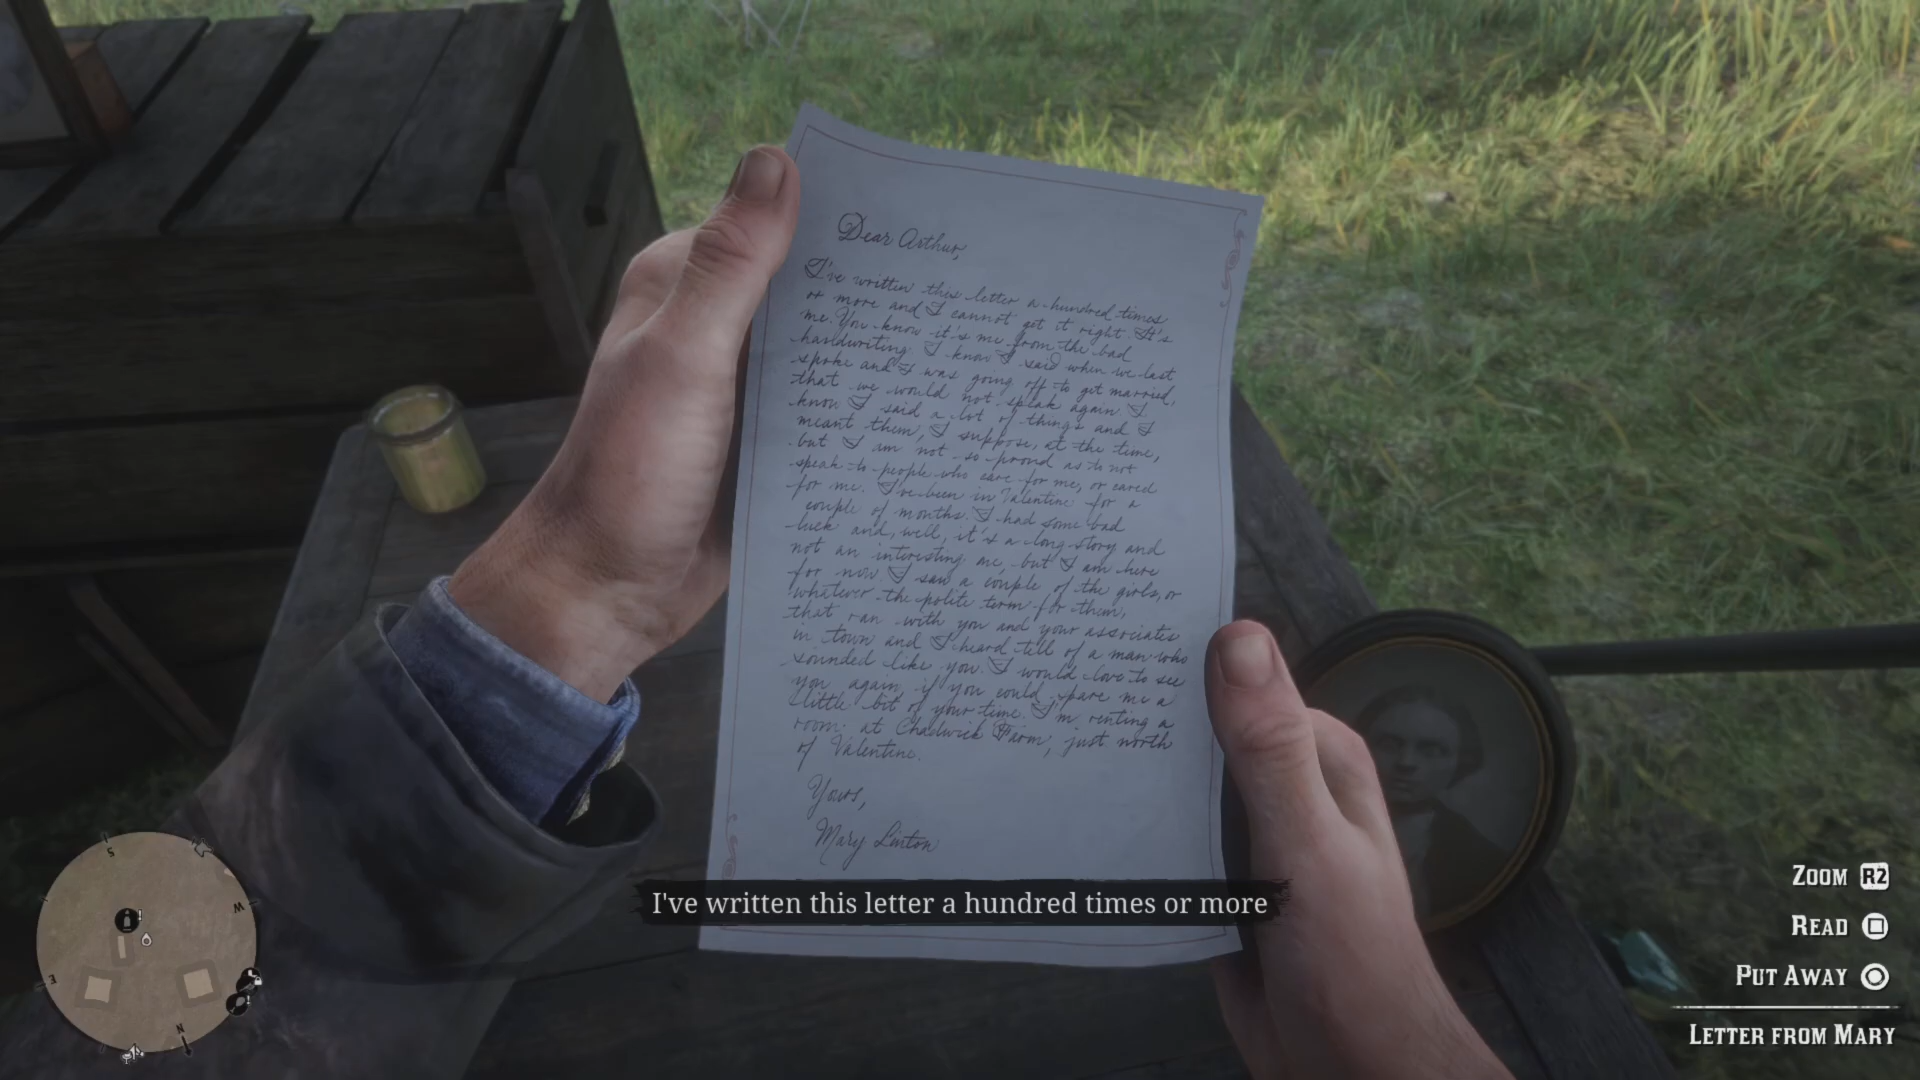 Dear Arthur,
I've written this letter a hundred times
or more and I cannot get it right. It's
me. You know it's me from the bad
handwriting. I know I said when we last
spoke and I was going off to get married,
that we would not speak again. I
know I said a lot of things and I
meant them, I suppose, at the time,
but I am not so proud as to not
speak to people who care for me, or cared
for me. I've been in Valentine for a
couple of months. I had some bad
luck and, well, it's a long story and
not an interesting one, but I am here
for now. I saw a couple of the girls, or
whatever the polite term for them,
that ran with you and your associates
in town and I heard tell of a man who
sounded like you. I would love to see
you again, if you could spare me a
little bit of your time. I'm renting a
room at Chadwick Farm, just north
of Valentine.
Yours,
Mary Linton
I've written this letter a hundred times or more
S
W
E
N
ZOOM R2
READ
PUT AWAY
LETTER FROM MARY